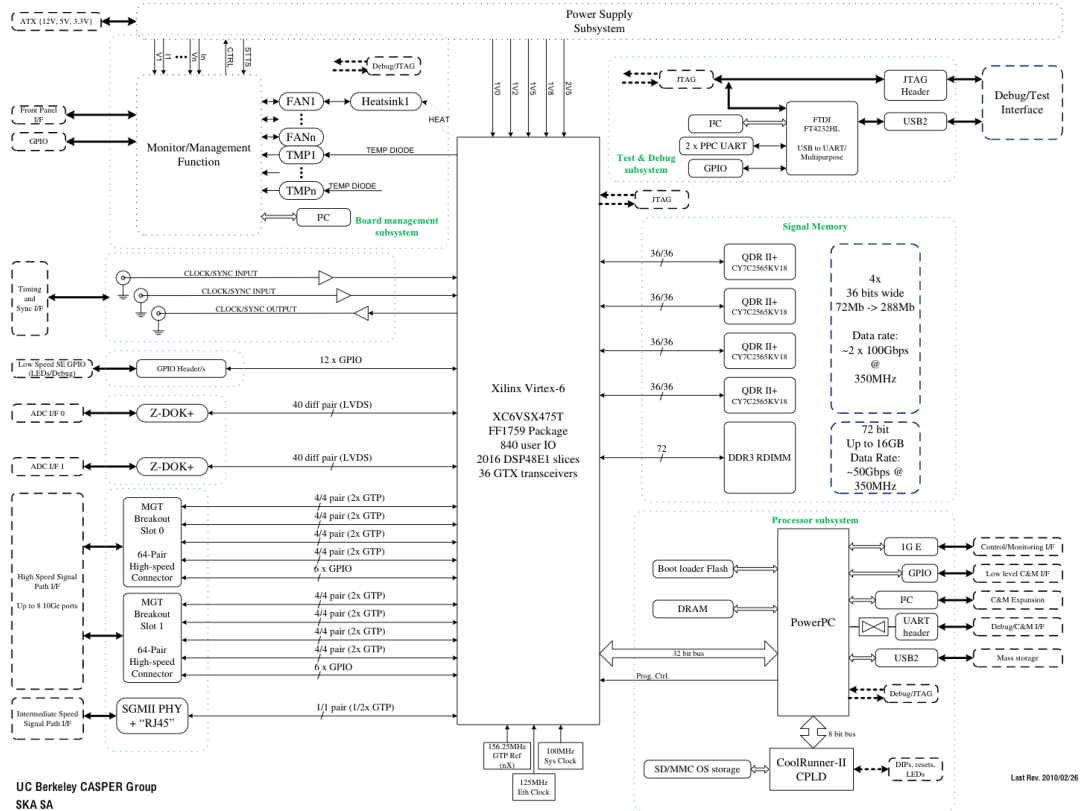 ATX {12V, 5V, 3.3V}
Power Supply
Subsystem
V1
I1
Vn
In
CTRL
STTS
1V0
1V2
1V5
1V8
2V5
Debug/JTAG
Front Panel
I/F
GPIO
Monitor/Management
Function
FAN1
Heatsink1
HEAT
FANn
TMP1
TEMP DIODE
TMPn
TEMP DIODE
I²C
Board management
subsystem
JTAG
JTAG
Header
Debug/Test
Interface
I²C
2 x PPC UART
GPIO
FTDI
FT4232HL
USB to UART/
Multipurpose
USB2
Test & Debug
subsystem
JTAG
Timing
and
Sync I/F
CLOCK/SYNC INPUT
CLOCK/SYNC INPUT
CLOCK/SYNC OUTPUT
Low Speed SE GPIO
(LEDs/Debug)
GPIO Header/s
12 x GPIO
ADC I/F 0
Z-DOK+
40 diff pair (LVDS)
ADC I/F 1
Z-DOK+
40 diff pair (LVDS)
High Speed Signal
Path I/F
Up to 8 10Ge ports
MGT
Breakout
Slot 0
64-Pair
High-speed
Connector
4/4 pair (2x GTP)
4/4 pair (2x GTP)
4/4 pair (2x GTP)
4/4 pair (2x GTP)
6 x GPIO
MGT
Breakout
Slot 1
64-Pair
High-speed
Connector
4/4 pair (2x GTP)
4/4 pair (2x GTP)
4/4 pair (2x GTP)
4/4 pair (2x GTP)
6 x GPIO
Intermediate Speed
Signal Path I/F
SGMII PHY
+ “RJ45”
1/1 pair (1/2x GTP)
Xilinx Virtex-6
XC6VSX475T
FF1759 Package
840 user IO
2016 DSP48E1 slices
36 GTX transceivers
156.25MHz
GTP Ref
(nX)
125MHz
Eth Clock
100MHz
Sys Clock
Signal Memory
36/36
QDR II+
CY7C2565KV18
36/36
QDR II+
CY7C2565KV18
36/36
QDR II+
CY7C2565KV18
36/36
QDR II+
CY7C2565KV18
4x
36 bits wide
72Mb -> 288Mb
Data rate:
~2 x 100Gbps
@
350MHz
72
DDR3 RDIMM
72 bit
Up to 16GB
Data Rate:
~50Gbps @
350MHz
Processor subsystem
Boot loader Flash
DRAM
PowerPC
32 bit bus
Prog. Ctrl.
1G E
Control/Monitoring I/F
GPIO
Low level C&M I/F
I²C
C&M Expansion
UART
header
Debug/C&M I/F
USB2
Mass storage
Debug/JTAG
8 bit bus
SD/MMC OS storage
CoolRunner-II
CPLD
DIPs, resets,
LEDs
UC Berkeley CASPER Group
SKA SA
Last Rev. 2010/02/26